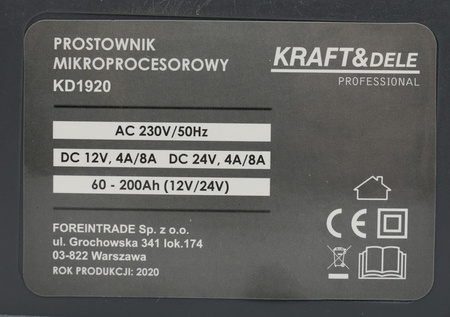 PROSTOWNIK
MIKROPROCESOROWY
KD1920
KRAFT&DELE
PROFESSIONAL
AC 230V/50Hz
DC 12V, 4A/8A DC 24V, 4A/8A
60 - 200Ah (12V/24V)
FOREINTRADE Sp. z o.o.
ul. Grochowska 341 lok.174
03-822 Warszawa
ROK PRODUKCJI: 2020
CE